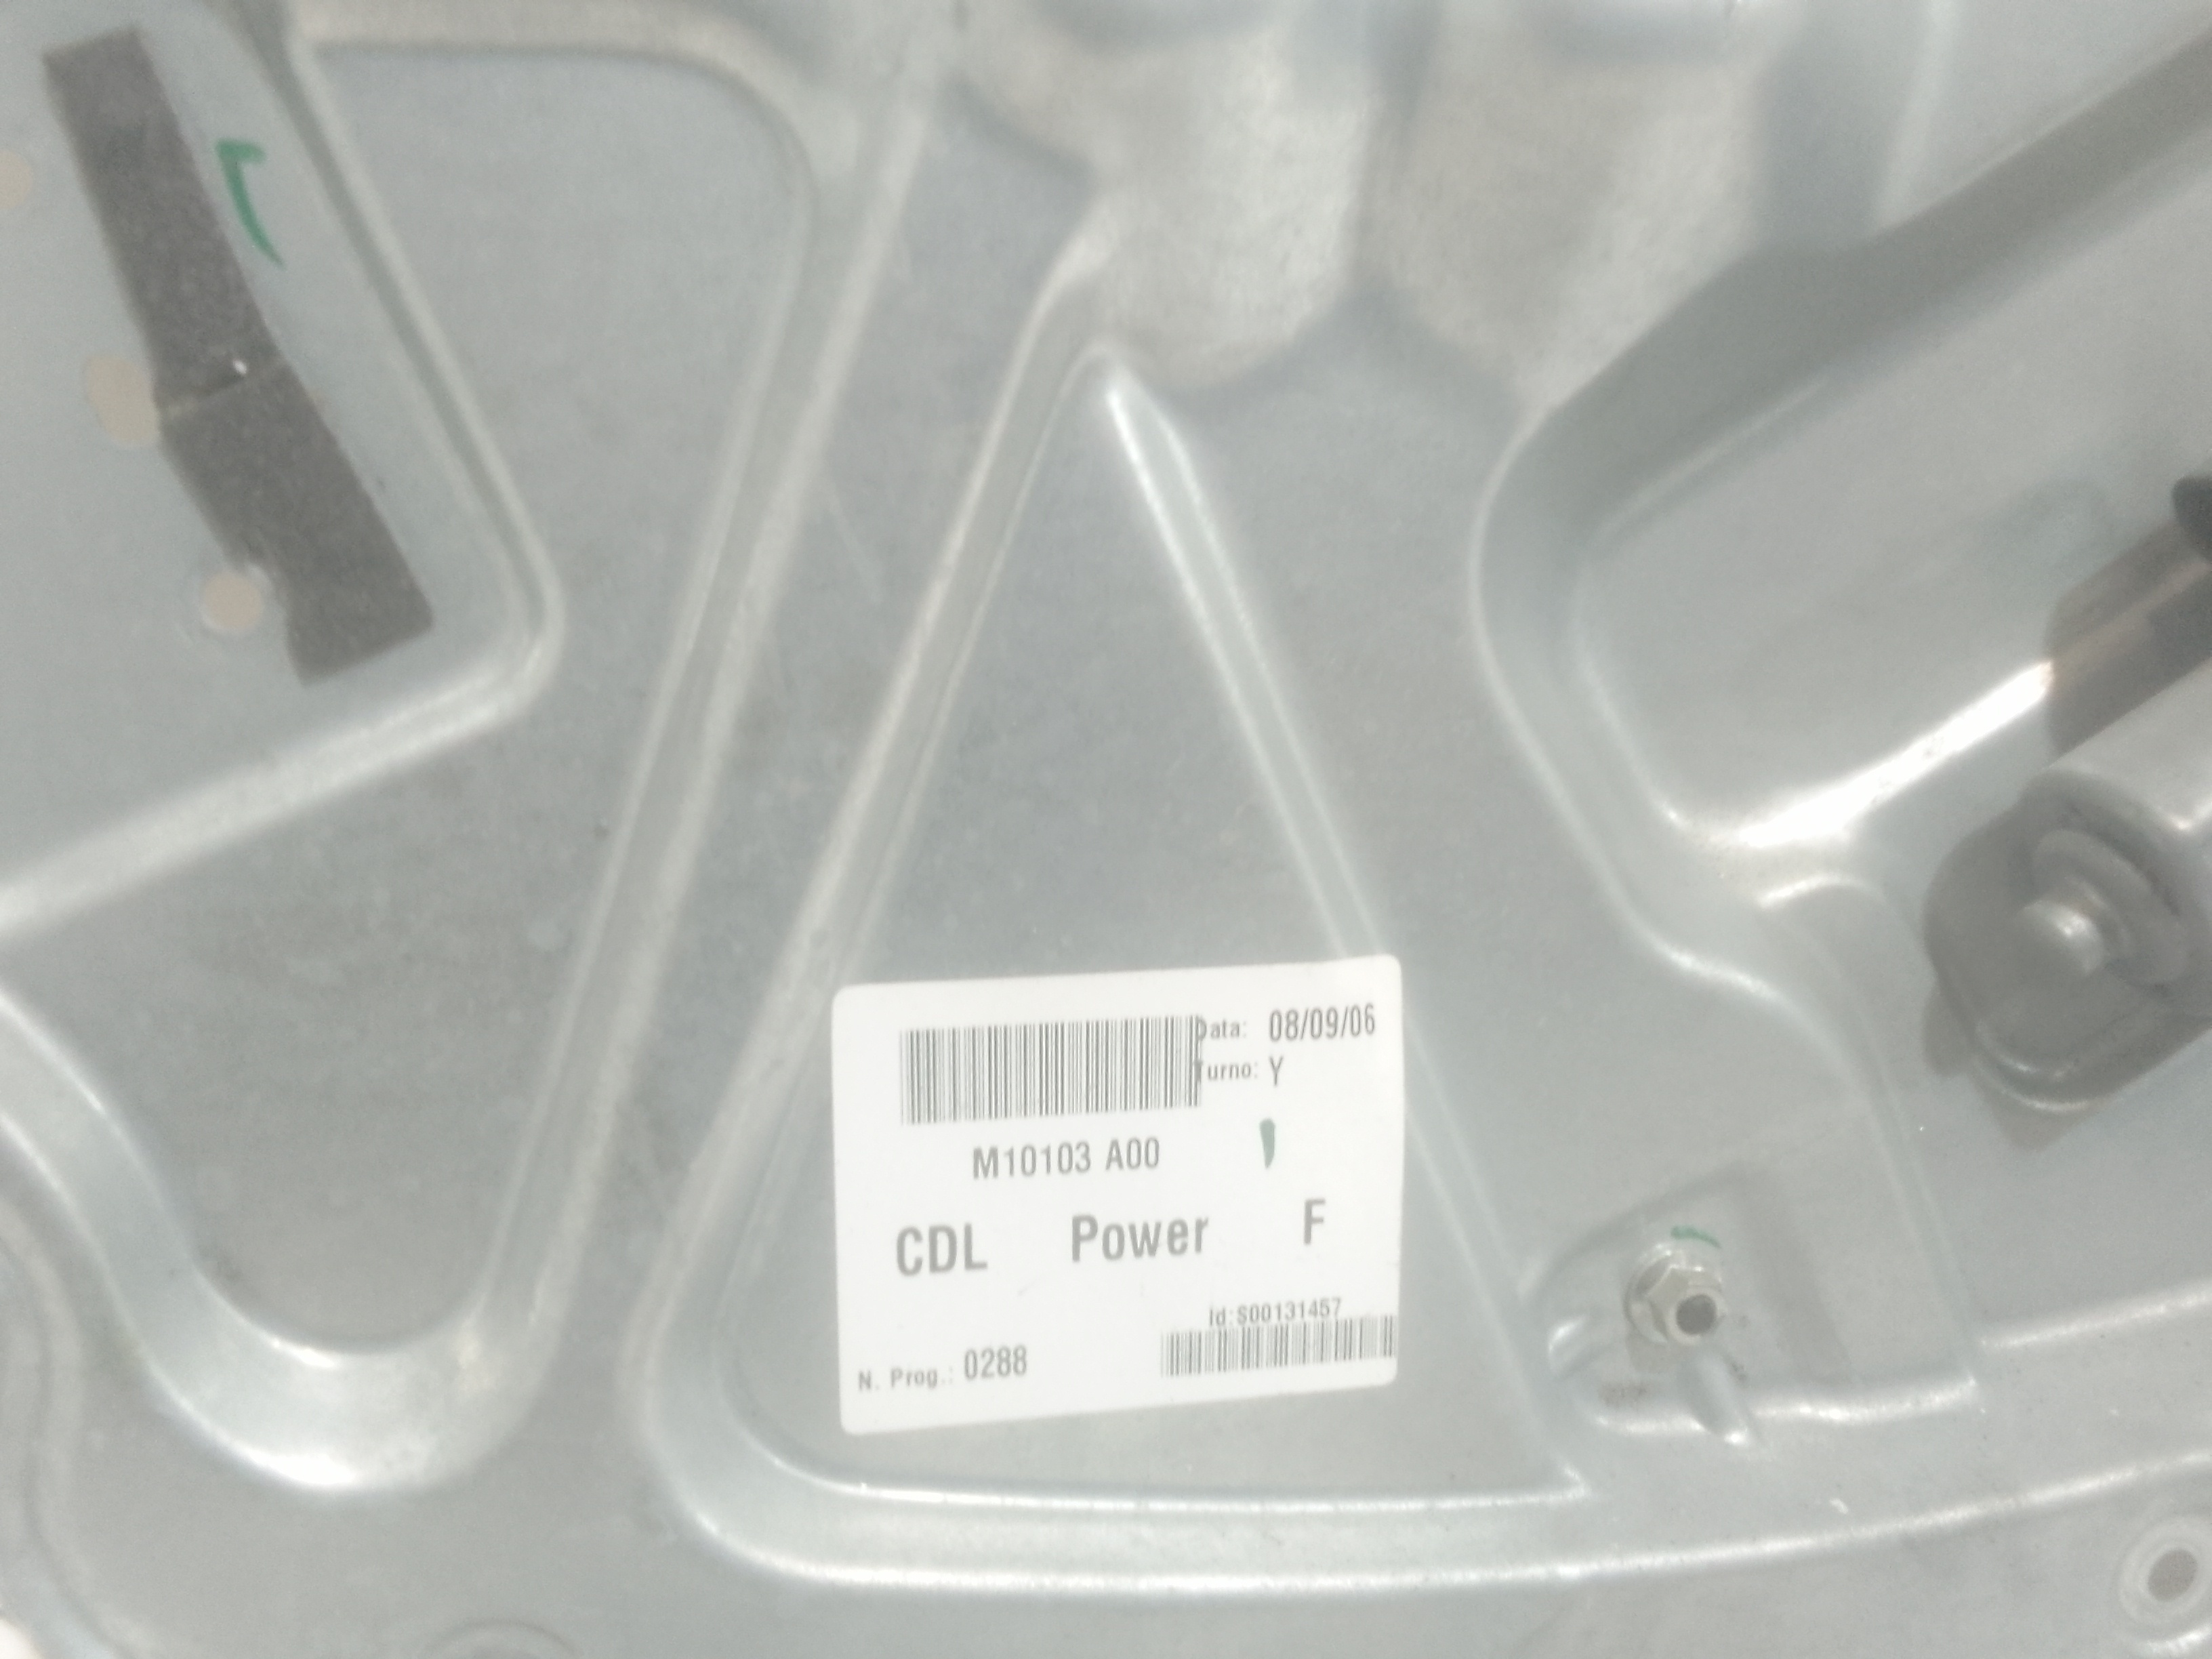 Data: 08/09/06
Turno: Y
M10103 A00
CDL Power F
Id:S00131457
N. Prog.: 0288